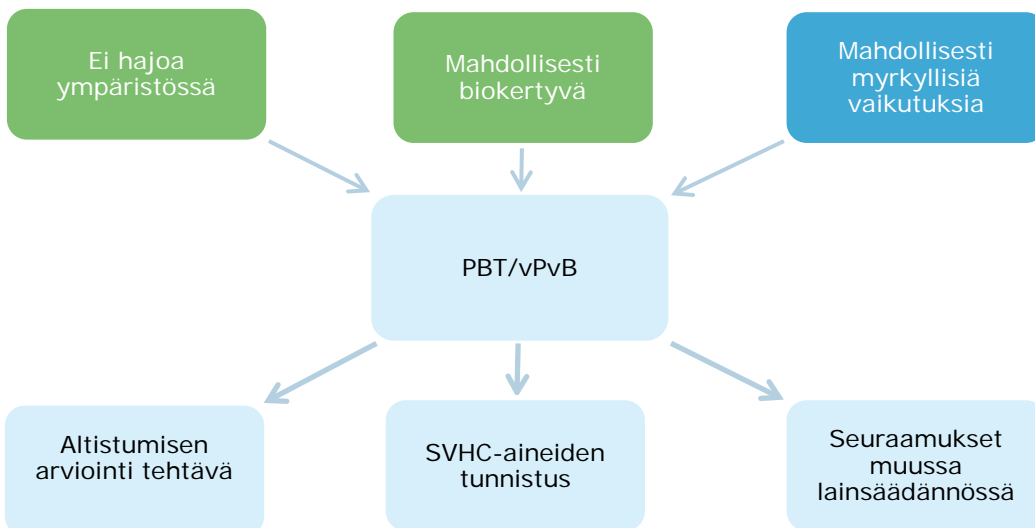 Ei hajoa
ympäristössä
Mahdollisesti
biokertyvä
Mahdollisesti
myrkyllisiä
vaikutuksia
PBT/vPvB
Altistumisen
arviointi tehtävä
SVHC-aineiden
tunnistus
Seuraamukset
muussa
lainsäädännössä